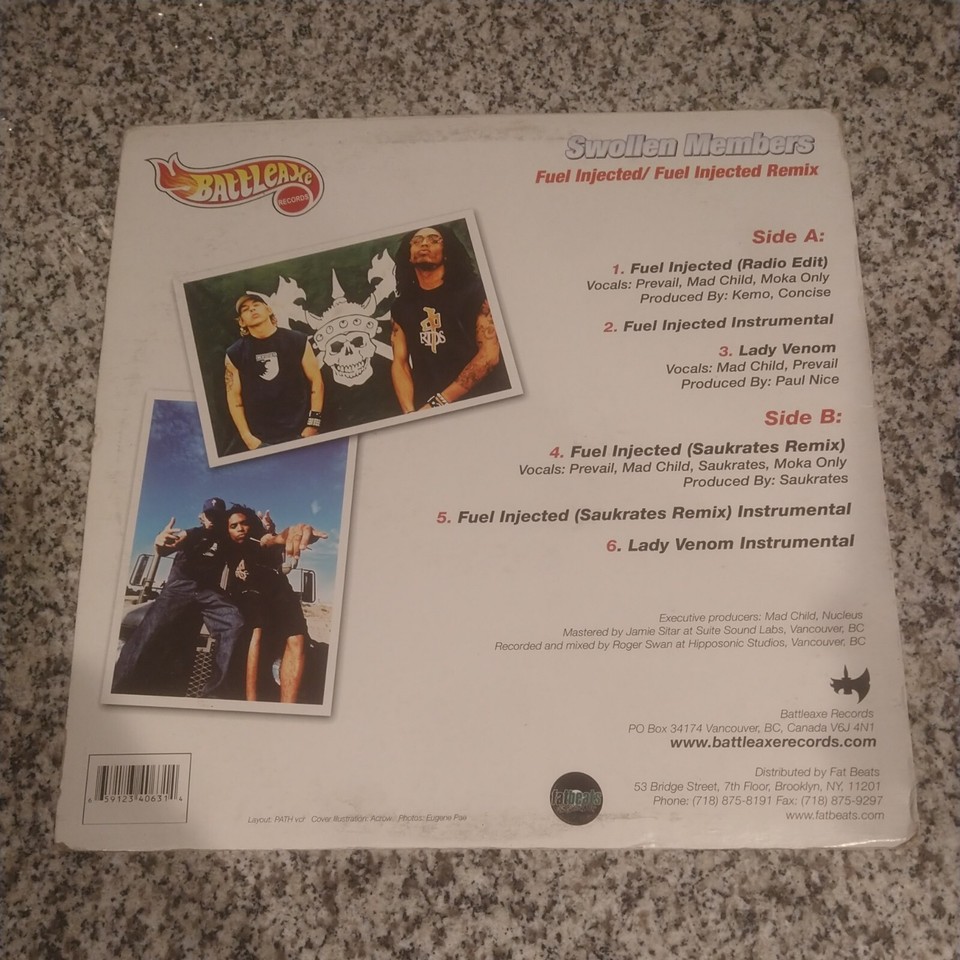 BATTLEAXE
RECORDS
Swollen Members
Fuel Injected/ Fuel Injected Remix
Side A:
1. Fuel Injected (Radio Edit)
Vocals: Prevail, Mad Child, Moka Only
Produced By: Kemo, Concise
2. Fuel Injected Instrumental
3. Lady Venom
Vocals: Mad Child, Prevail
Produced By: Paul Nice
Side B:
4. Fuel Injected (Saukrates Remix)
Vocals: Prevail, Mad Child, Saukrates, Moka Only
Produced By: Saukrates
5. Fuel Injected (Saukrates Remix) Instrumental
6. Lady Venom Instrumental
Executive producers: Mad Child, Nucleus
Mastered by Jamie Sitar at Suite Sound Labs, Vancouver, BC
Recorded and mixed by Roger Swan at Hipposonic Studios, Vancouver, BC
Battleaxe Records
PO Box 34174 Vancouver, BC, Canada V6J 4N1
www.battleaxerecords.com
Distributed by Fat Beats
53 Bridge Street, 7th Floor, Brooklyn, NY, 11201
Phone: (718) 875-8191 Fax: (718) 875-9297
www.fatbeats.com
fatbeats
6 59123 40631 4
Layout: PATH Cover Illustration: Photos: Eugene